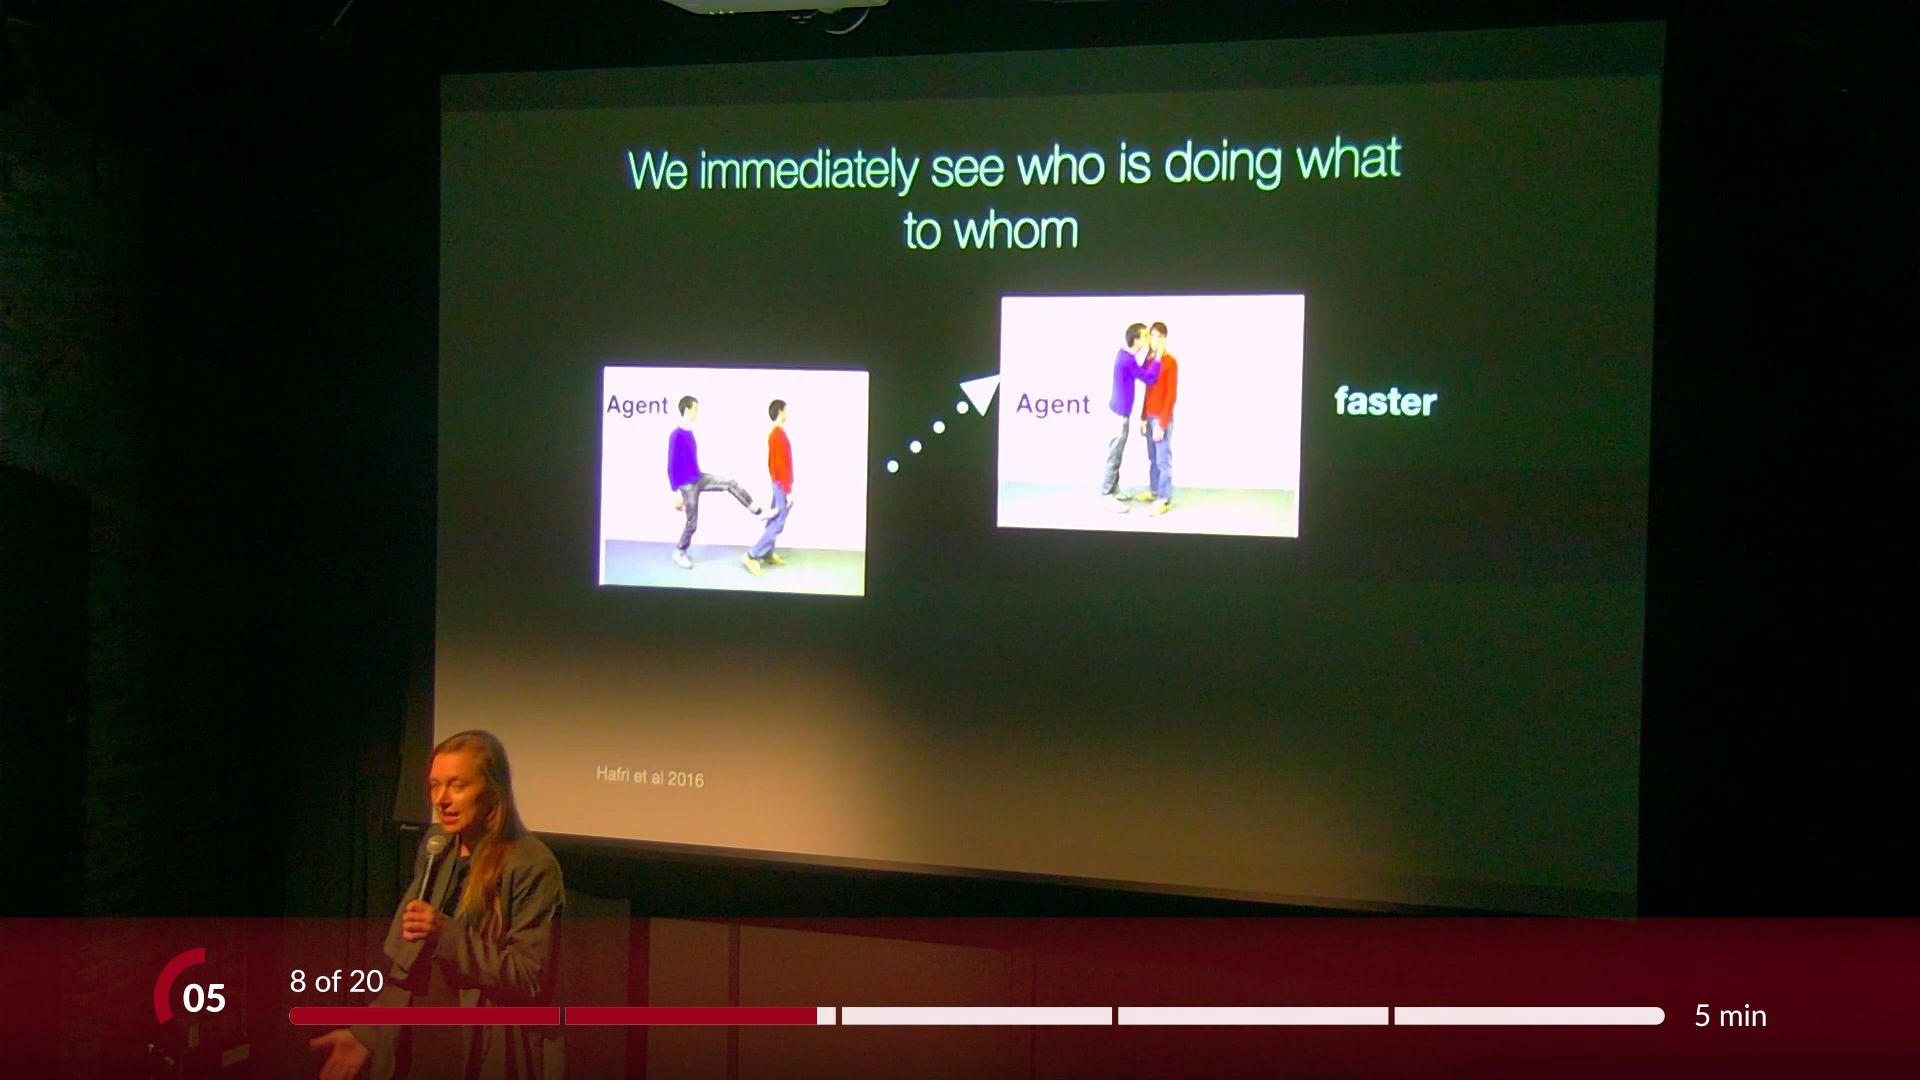 We immediately see who is doing what
to whom
Agent
Agent
faster
Hafri et al 2016
05
8 of 20
5 min